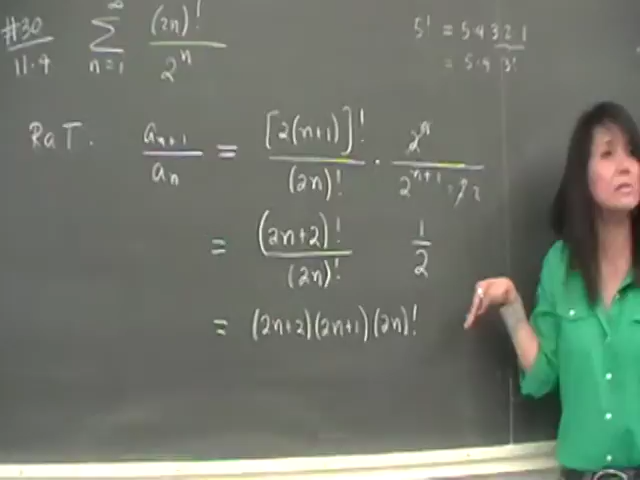 #30
11.9
∞ Σ n=1 (2n)! / 2^n
5! = 5·4 3 2 1
= 5·4 3!
RaT. a_{n+1} / a_n = [2(n+1)]! / (2n)! · 2^n / 2^{n+1}
= (2n+2)! / (2n)! 1/2
= (2n+2)(2n+1)(2n)!